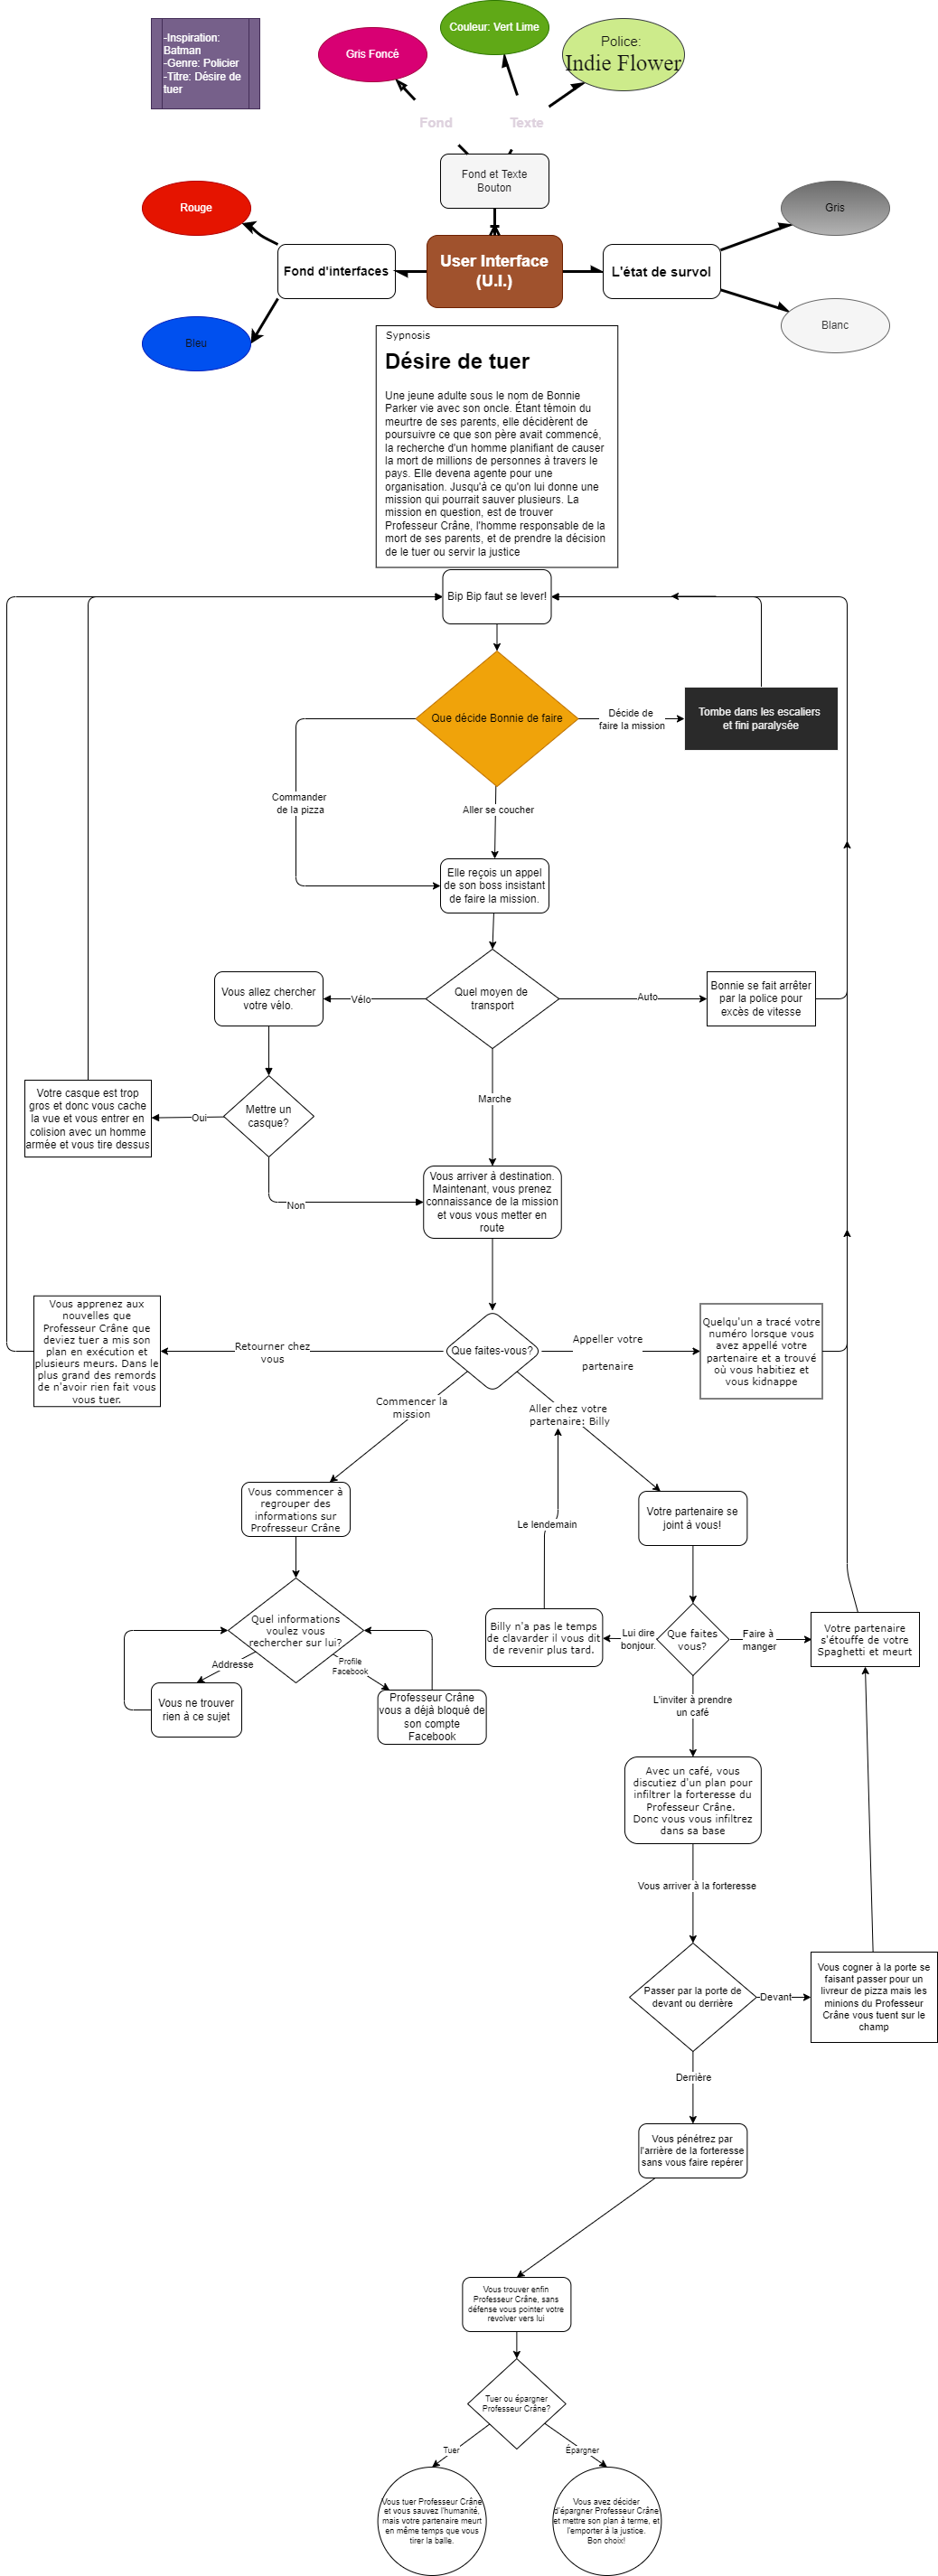 -Inspiration:
Batman
-Genre: Policier
-Titre: Désire de
tuer
Gris Foncé
Couleur: Vert Lime
Police:
Indie Flower
Fond
Texte
Fond et Texte
Bouton
Rouge
Fond d'interfaces
User Interface
(U.I.)
L'état de survol
Gris
Bleu
Blanc
Sypnosis
Désire de tuer
Une jeune adulte sous le nom de Bonnie
Parker vie avec son oncle. Étant témoin du
meurtre de ses parents, elle décidèrent de
poursuivre ce que son père avait commencé,
la recherche d'un homme planifiant de causer
la mort de millions de personnes à travers le
pays. Elle devena agente pour une
organisation. Jusqu'à ce qu'on lui donne une
mission qui pourrait sauver plusieurs. La
mission en question, est de trouver
Professeur Crâne, l'homme responsable de la
mort de ses parents, et de prendre la décision
de le tuer ou servir la justice
Bip Bip faut se lever!
Que décide Bonnie de faire
Décide de
faire la mission
Tombe dans les escaliers
et fini paralysée
Commander
de la pizza
Aller se coucher
Elle reçois un appel
de son boss insistant
de faire la mission.
Vous allez chercher
votre vélo.
Vélo
Quel moyen de
transport
Auto
Bonnie se fait arrêter
par la police pour
excès de vitesse
Votre casque est trop
gros et donc vous cache
la vue et vous entrer en
colision avec un homme
armée et vous tire dessus
Oui
Mettre un
casque?
Marche
Non
Vous arriver à destination.
Maintenant, vous prenez
connaissance de la mission
et vous vous metter en
route
Vous apprenez aux
nouvelles que
Professeur Crâne que
deviez tuer a mis son
plan en exécution et
plusieurs meurs. Dans le
plus grand des remords
de n'avoir rien fait vous
vous tuer.
Retourner chez
vous
Que faites-vous?
Appeller votre
partenaire
Quelqu'un a tracé votre
numéro lorsque vous
avez appellé votre
partenaire et a trouvé
où vous habitiez et
vous kidnappe
Commencer la
mission
Aller chez votre
partenaire: Billy
Vous commencer à
regrouper des
informations sur
Profresseur Crâne
Le lendemain
Votre partenaire se
joint à vous!
Quel informations
voulez vous
rechercher sur lui?
Addresse
Profile
Facebook
Vous ne trouver
rien à ce sujet
Professeur Crâne
vous a déjà bloqué de
son compte
Facebook
Billy n'a pas le temps
de clavarder il vous dit
de revenir plus tard.
Lui dire
bonjour.
Que faites
vous?
Faire à
manger
Votre partenaire
s'étouffe de votre
Spaghetti et meurt
L'inviter à prendre
un café
Avec un café, vous
discutiez d'un plan pour
infiltrer la forteresse du
Professeur Crâne.
Donc vous vous infiltrez
dans sa base
Vous arriver à la forteresse
Passer par la porte de
devant ou derrière
Devant
Vous cogner à la porte se
faisant passer pour un
livreur de pizza mais les
minions du Professeur
Crâne vous tuent sur le
champ
Derrière
Vous pénétrez par
l'arrière de la forteresse
sans vous faire repérer
Vous trouver enfin
Professeur Crâne, sans
défense vous pointer votre
revolver vers lui
Tuer ou épargner
Professeur Crâne?
Tuer
Épargner
Vous tuer Professeur Crâne
et vous sauvez l'humanité,
mais votre partenaire meurt
en même temps que vous
tirer la balle.
Vous avez décider
d'épargner Professeur Crâne
et mettre son plan à terme, et
l'emporter à la justice.
Bon choix!